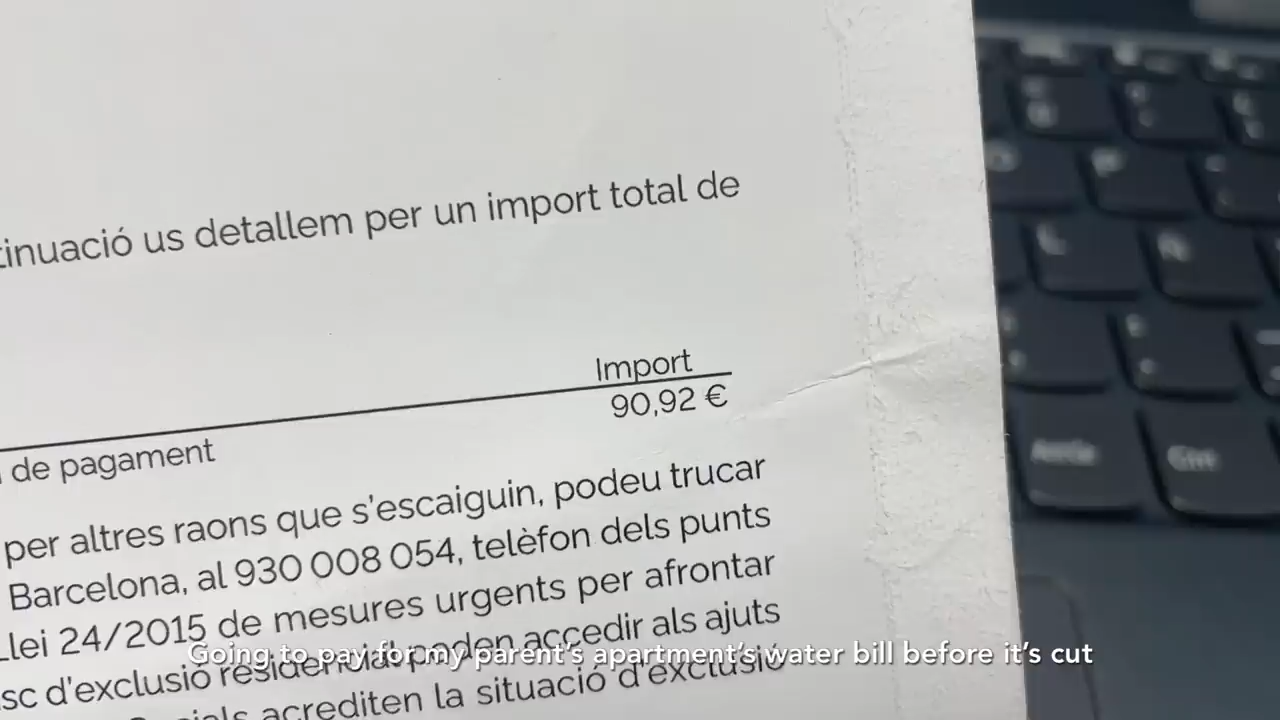 tinuació us detallem per un import total de
Import
90,92 €
de pagament
per altres raons que s'escaiguin, podeu trucar
Barcelona, al 930 008 054, telèfon dels punts
Llei 24/2015 de mesures urgents per afrontar
sc d'exclusió residencial poden accedir als ajuts
acrediten la situació d'exclusió
Going to pay for my parent's apartment's water bill before it's cut